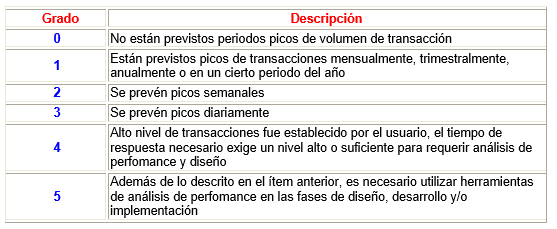 Grado Descripción
0 No están previstos periodos picos de volumen de transacción
1 Están previstos picos de transacciones mensualmente, trimestralmente,
anualmente o en un cierto periodo del año
2 Se prevén picos semanales
3 Se prevén picos diariamente
4 Alto nivel de transacciones fue establecido por el usuario, el tiempo de
respuesta necesario exige un nivel alto o suficiente para requerir análisis de
perfomance y diseño
5 Además de lo descrito en el ítem anterior, es necesario utilizar herramientas
de análisis de perfomance en las fases de diseño, desarrollo y/o
implementación